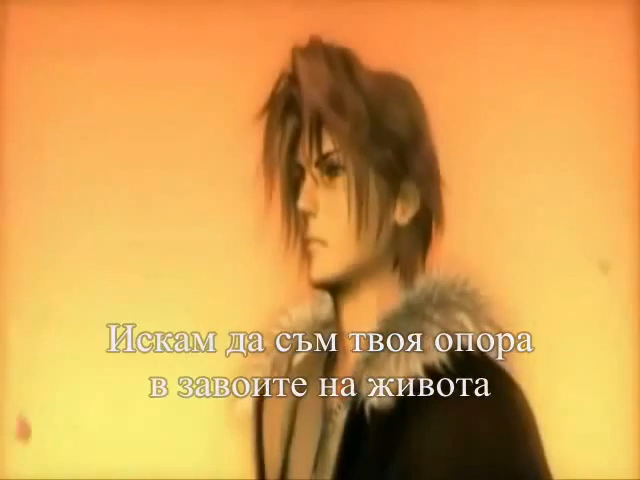 Искам да съм твоя опора
в завоите на живота